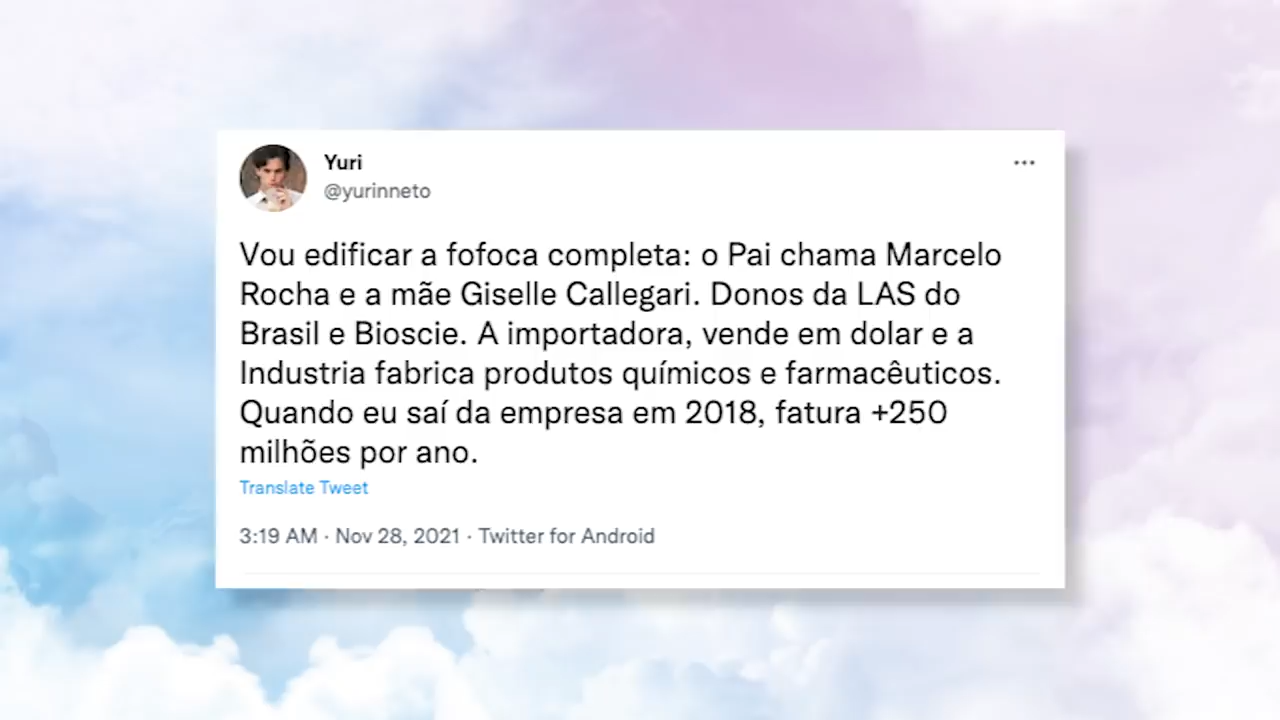 Yuri
@yurinneto
Vou edificar a fofoca completa: o Pai chama Marcelo
Rocha e a mãe Giselle Callegari. Donos da LAS do
Brasil e Bioscie. A importadora, vende em dolar e a
Industria fabrica produtos químicos e farmacêuticos.
Quando eu saí da empresa em 2018, fatura +250
milhões por ano.
Translate Tweet
3:19 AM · Nov 28, 2021 · Twitter for Android